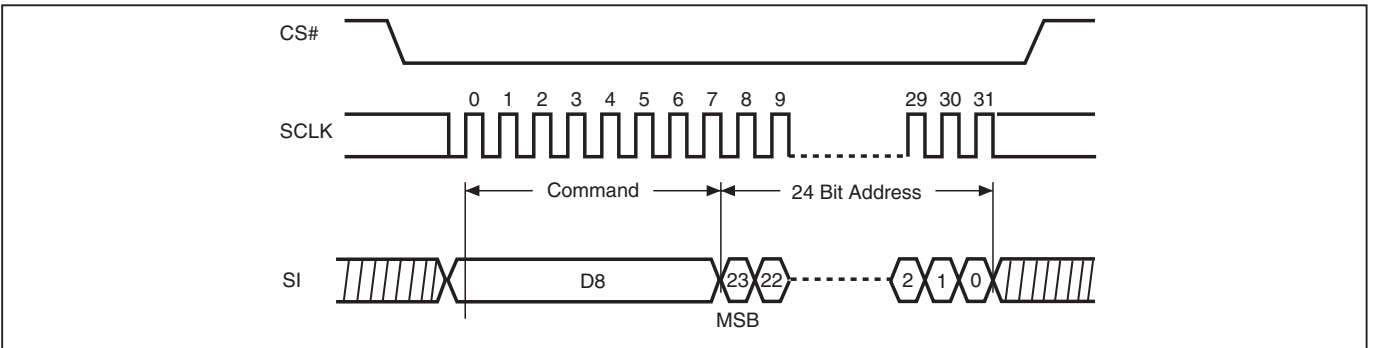 CS#
0 1 2 3 4 5 6 7 8 9 29 30 31
SCLK
Command 24 Bit Address
SI D8 23 22 2 1 0
MSB